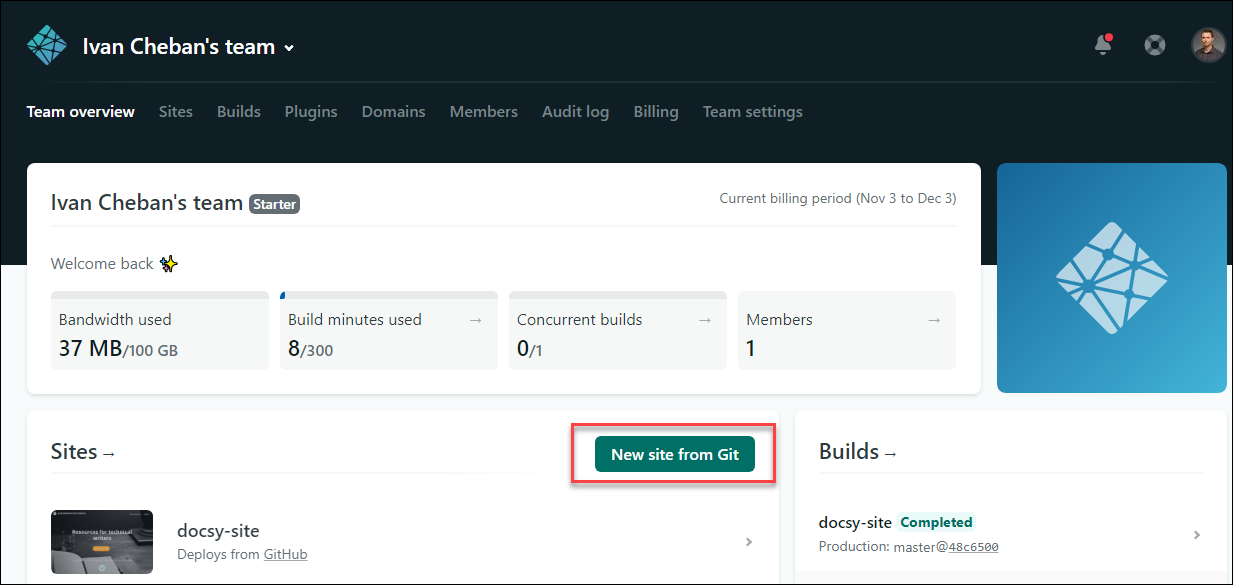 Ivan Cheban's team
Team overview Sites Builds Plugins Domains Members Audit log Billing Team settings
Ivan Cheban's team Starter
Current billing period (Nov 3 to Dec 3)
Welcome back
Bandwidth used
37 MB/100 GB
Build minutes used →
8/300
Concurrent builds →
0/1
Members →
1
Sites →
New site from Git
Resources for technical
writers
docsy-site
Deploys from GitHub
Builds →
docsy-site Completed
Production: master@48c6500